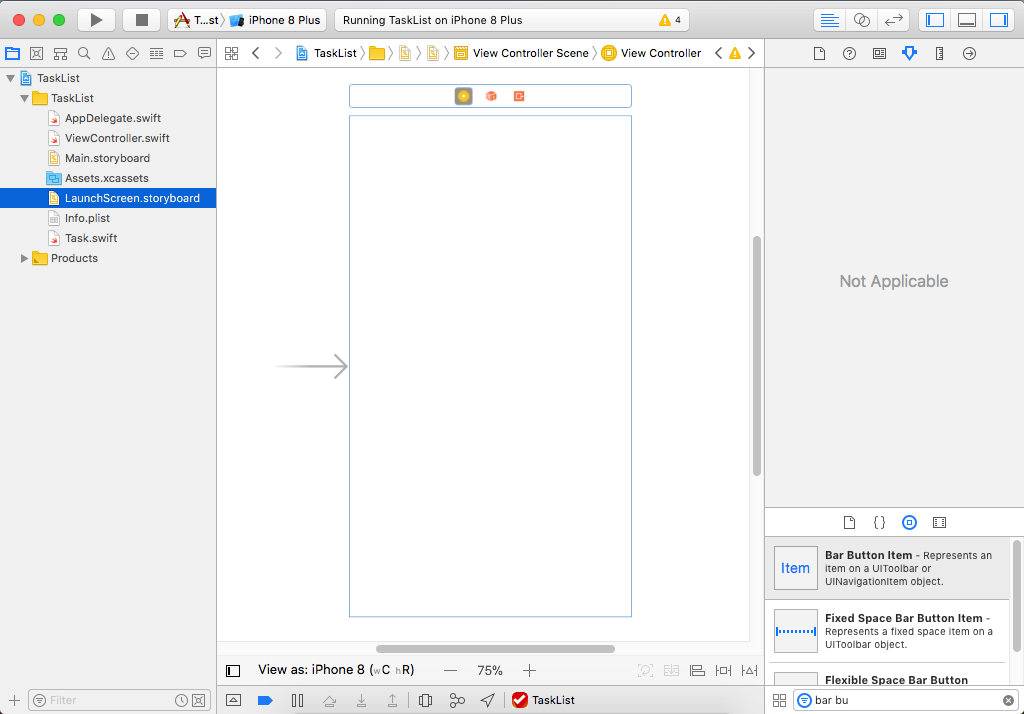 T...st
iPhone 8 Plus
Running TaskList on iPhone 8 Plus
4
TaskList
View Controller Scene
View Controller
TaskList
TaskList
AppDelegate.swift
ViewController.swift
Main.storyboard
Assets.xcassets
LaunchScreen.storyboard
Info.plist
Task.swift
Products
Not Applicable
{}
Item
Bar Button Item - Represents an
item on a UIToolbar or
UINavigationItem object.
Fixed Space Bar Button Item -
Represents a fixed space item on a
UIToolbar object.
Flexible Space Bar Button
View as: iPhone 8 (wC hR)
— 75% +
Filter
TaskList
bar bu